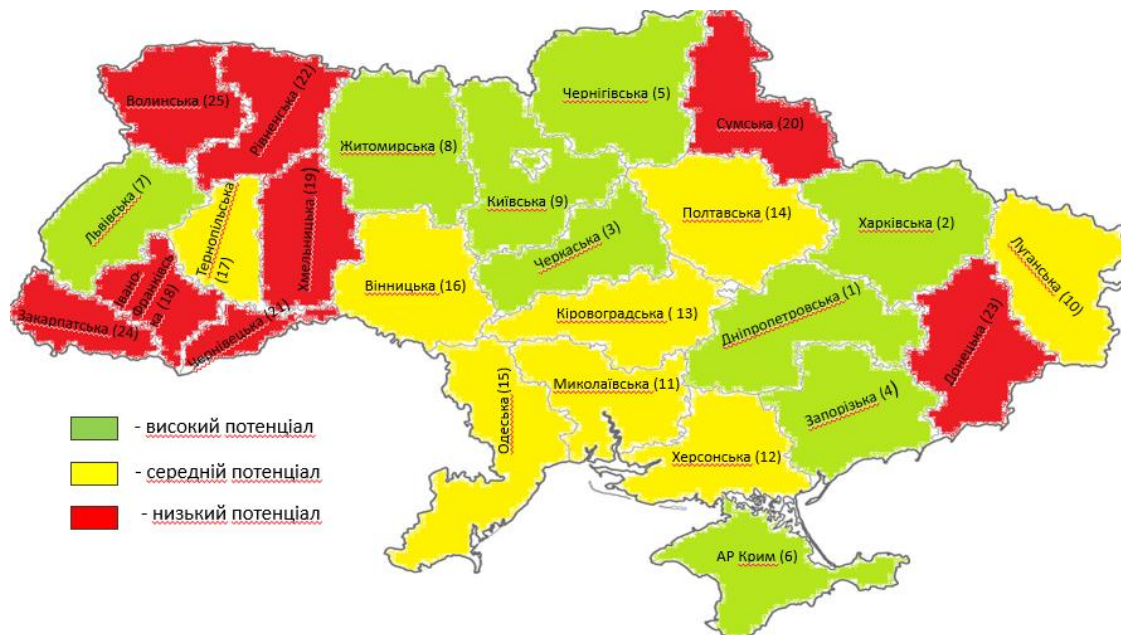 Чернігівська (5)
Рівненська (22)
Волинська (25)
Сумська (20)
Житомирська (8)
Хмельницька (19)
Львівська (7)
Київська (9)
Полтавська (14)
Тернопільська
(17)
Харківська (2)
Черкаська (3)
Луганська (10)
Івано-
Франківсь
ка (18)
Вінницька (16)
Дніпропетровська (1)
Донецька (23)
Кіровоградська ( 13)
Закарпатська (24)
Чернівецька (21)
Одеська (15)
Миколаївська (11)
Запорізька (4)
- високий потенціал
Херсонська (12)
- середній потенціал
- низький потенціал
АР Крим (6)